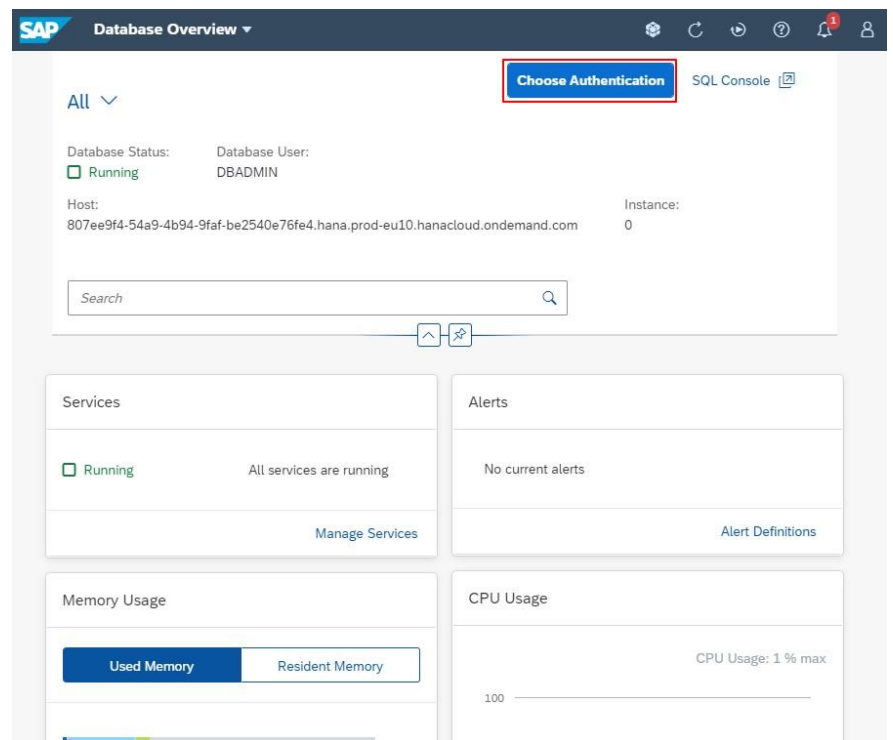 SAP Database Overview
1
Choose Authentication SQL Console
All
Database Status: Database User:
Running DBADMIN
Host: Instance:
807ee9f4-54a9-4b94-9faf-be2540e76fe4.hana.prod-eu10.hanacloud.ondemand.com 0
Search
Services
Running All services are running
Manage Services
Alerts
No current alerts
Alert Definitions
Memory Usage
Used Memory Resident Memory
CPU Usage
CPU Usage: 1 % max
100